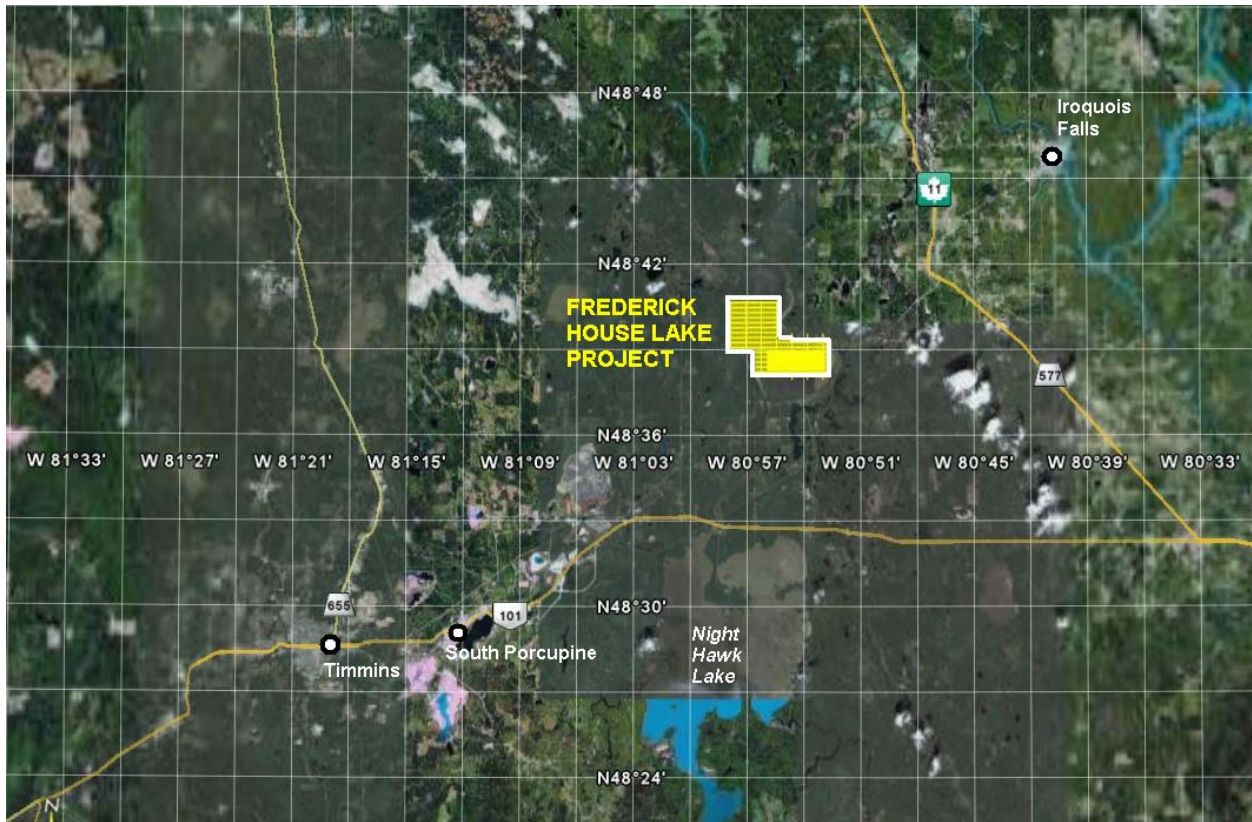 N48°48'
Iroquois
Falls
11
N48°42'
FREDERICK
HOUSE LAKE
PROJECT
577
N48°36'
W 81°33' W 81°27' W 81°21' W 81°15' W 81°09' W 81°03' W 80°57' W 80°51' W 80°45' W 80°39' W 80°33'
655
101
N48°30'
Timmins
South Porcupine
Night
Hawk
Lake
N48°24'
N